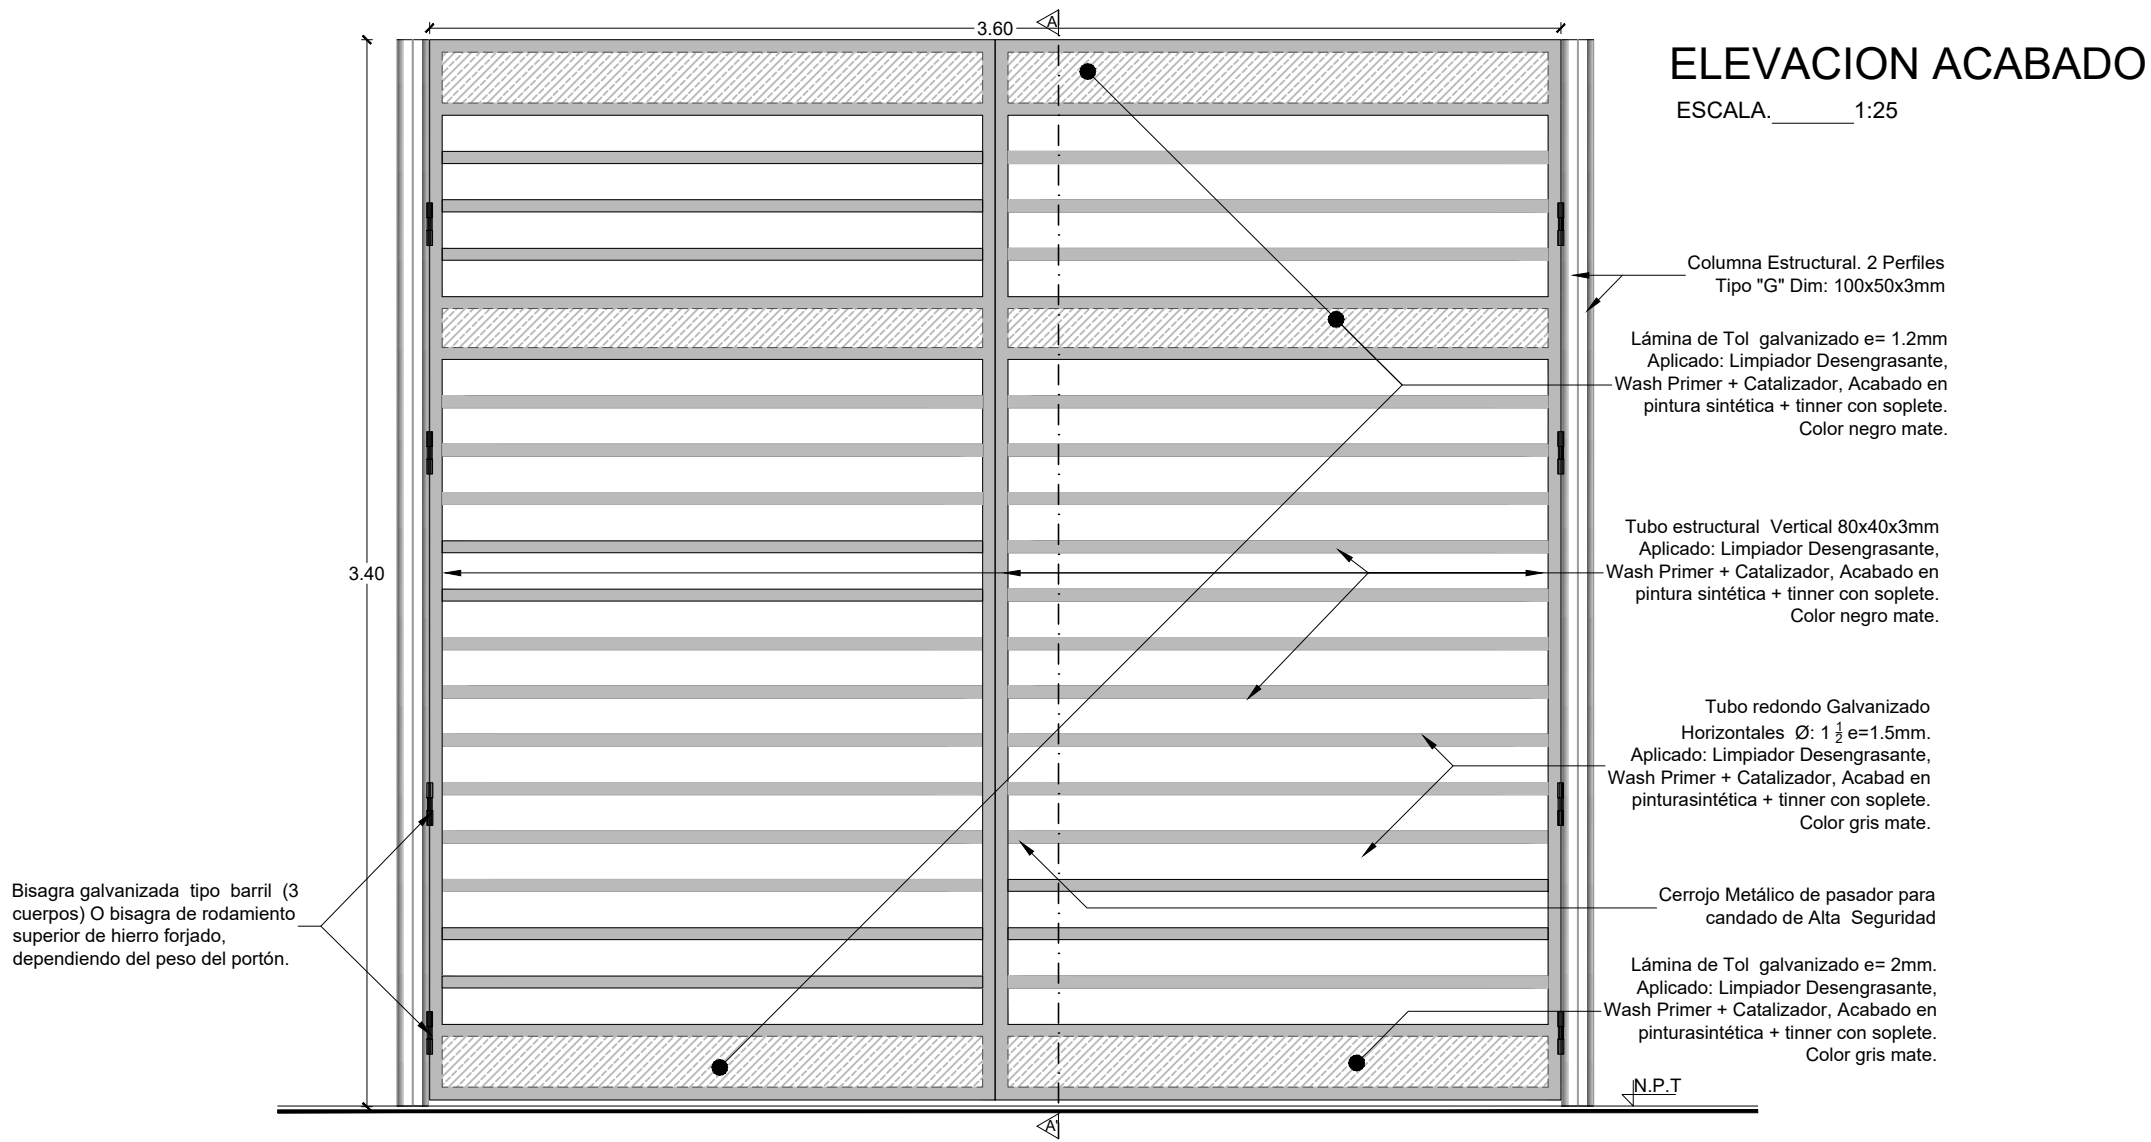 3.60
A
ELEVACION ACABADO
ESCALA.________1:25
Columna Estructural. 2 Perfiles
Tipo "G" Dim: 100x50x3mm
Lámina de Tol galvanizado e= 1.2mm
Aplicado: Limpiador Desengrasante,
Wash Primer + Catalizador, Acabado en
pintura sintética + tinner con soplete.
Color negro mate.
Tubo estructural Vertical 80x40x3mm
Aplicado: Limpiador Desengrasante,
Wash Primer + Catalizador, Acabado en
pintura sintética + tinner con soplete.
Color negro mate.
3.40
Tubo redondo Galvanizado
Horizontales Ø: 1 1/2 e=1.5mm.
Aplicado: Limpiador Desengrasante,
Wash Primer + Catalizador, Acabad en
pinturasintética + tinner con soplete.
Color gris mate.
Bisagra galvanizada tipo barril (3
cuerpos) O bisagra de rodamiento
superior de hierro forjado,
dependiendo del peso del portón.
Cerrojo Metálico de pasador para
candado de Alta Seguridad
Lámina de Tol galvanizado e= 2mm.
Aplicado: Limpiador Desengrasante,
Wash Primer + Catalizador, Acabado en
pinturasintética + tinner con soplete.
Color gris mate.
N.P.T
A'